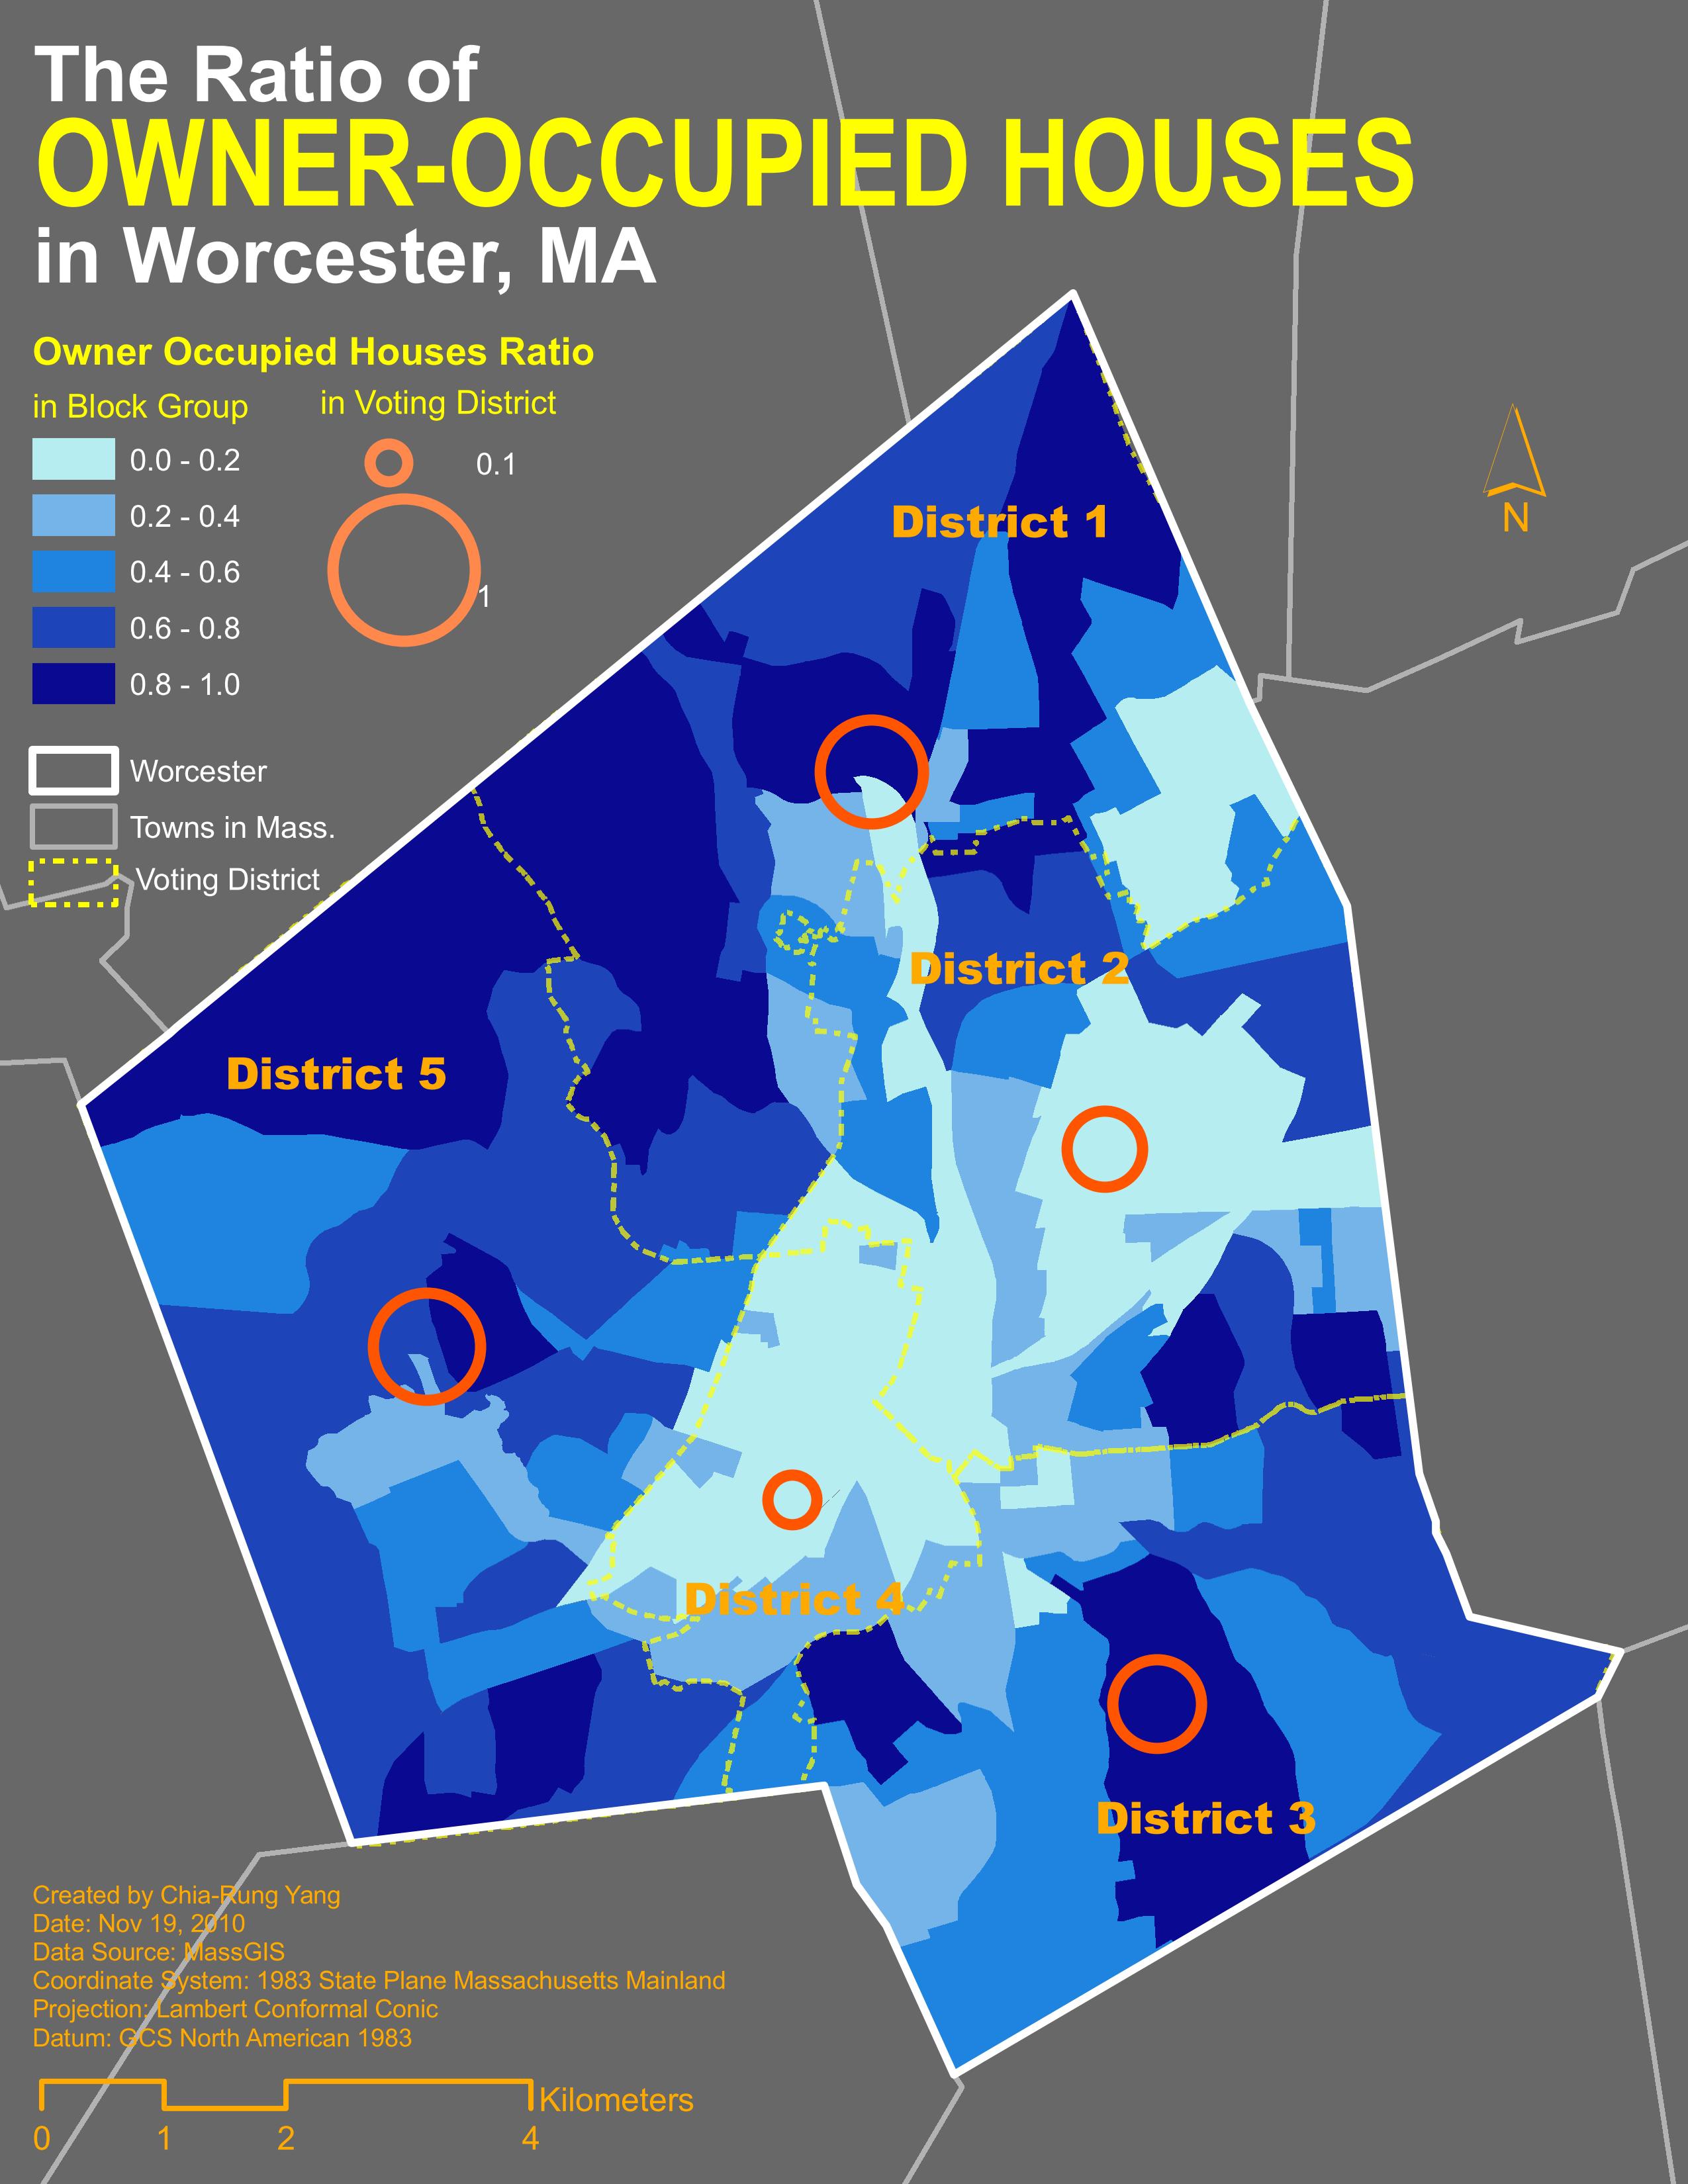 The Ratio of
OWNER-OCCUPIED HOUSES
in Worcester, MA
Owner Occupied Houses Ratio
in Block Group
in Voting District
0.0 - 0.2
0.1
0.2 - 0.4
0.4 - 0.6
1
0.6 - 0.8
0.8 - 1.0
Worcester
Towns in Mass.
Voting District
N
District 1
District 2
District 5
District 4
District 3
Created by Chia-Rung Yang
Date: Nov 19, 2010
Data Source: MassGIS
Coordinate System: 1983 State Plane Massachusetts Mainland
Projection: Lambert Conformal Conic
Datum: GCS North American 1983
Kilometers
0 1 2 4